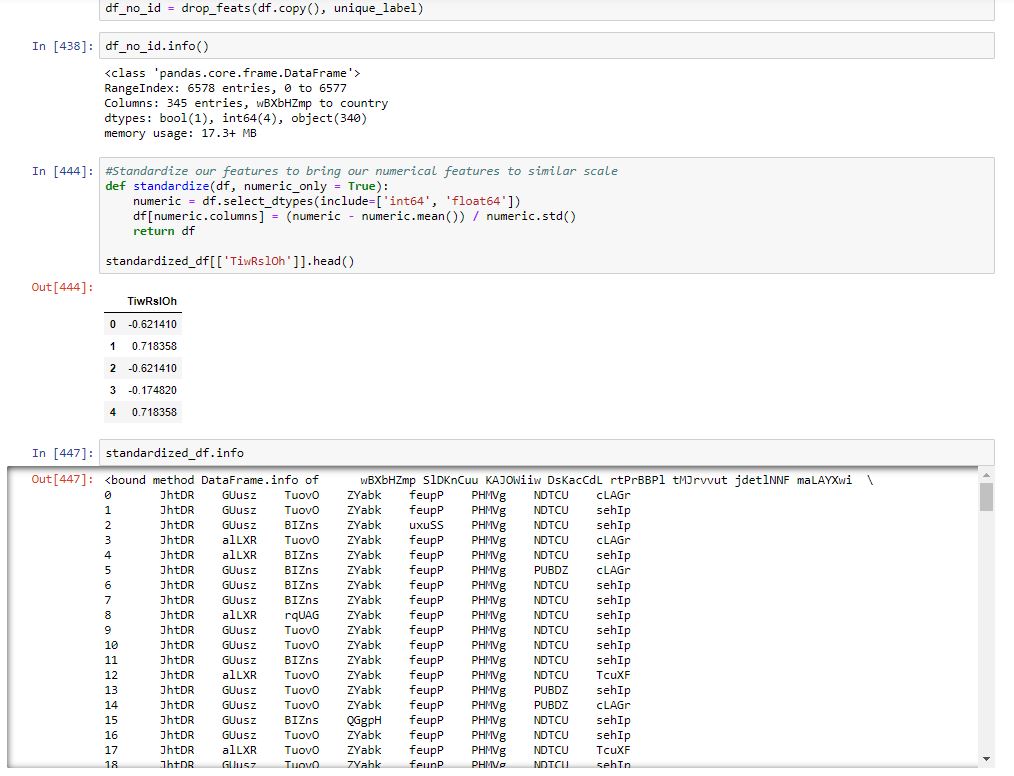 df_no_id = drop_feats(df.copy(), unique_label)
In [438]: df_no_id.info()
<class 'pandas.core.frame.DataFrame'>
RangeIndex: 6578 entries, 0 to 6577
Columns: 345 entries, wBXbHZmp to country
dtypes: bool(1), int64(4), object(340)
memory usage: 17.3+ MB
In [444]: #Standardize our features to bring our numerical features to similar scale
def standardize(df, numeric_only = True):
numeric = df.select_dtypes(include=['int64', 'float64'])
df[numeric.columns] = (numeric - numeric.mean()) / numeric.std()
return df
standardized_df[['TiwRslOh']].head()
Out[444]:
TiwRslOh
0 -0.621410
1 0.718358
2 -0.621410
3 -0.174820
4 0.718358
In [447]: standardized_df.info
Out[447]: <bound method DataFrame.info of wBXbHZmp SlDKnCuu KAJOWiiw DsKacCdL rtPrBBPl tMJrvvut jdetlNNF maLAYXwi \
0 JhtDR GUusz TuovO ZYabk feupP PHMVg NDTCU cLAGr
1 JhtDR GUusz TuovO ZYabk feupP PHMVg NDTCU sehIp
2 JhtDR GUusz BIZns ZYabk uxuSS PHMVg NDTCU sehIp
3 JhtDR alLXR TuovO ZYabk feupP PHMVg NDTCU cLAGr
4 JhtDR alLXR BIZns ZYabk feupP PHMVg NDTCU sehIp
5 JhtDR GUusz BIZns ZYabk feupP PHMVg PUBDZ cLAGr
6 JhtDR GUusz BIZns ZYabk feupP PHMVg NDTCU sehIp
7 JhtDR GUusz BIZns ZYabk feupP PHMVg NDTCU sehIp
8 JhtDR alLXR rqUAG ZYabk feupP PHMVg NDTCU sehIp
9 JhtDR GUusz TuovO ZYabk feupP PHMVg NDTCU sehIp
10 JhtDR GUusz TuovO ZYabk feupP PHMVg NDTCU sehIp
11 JhtDR GUusz BIZns ZYabk feupP PHMVg NDTCU sehIp
12 JhtDR alLXR TuovO ZYabk feupP PHMVg NDTCU TcuXF
13 JhtDR GUusz TuovO ZYabk feupP PHMVg PUBDZ sehIp
14 JhtDR GUusz TuovO ZYabk feupP PHMVg PUBDZ cLAGr
15 JhtDR GUusz BIZns QGgpH feupP PHMVg NDTCU sehIp
16 JhtDR GUusz TuovO ZYabk feupP PHMVg NDTCU sehIp
17 JhtDR alLXR TuovO ZYabk feupP PHMVg NDTCU TcuXF
18 JhtDR GUusz TuovO ZYabk feupP PHMVg NDTCU sehIp